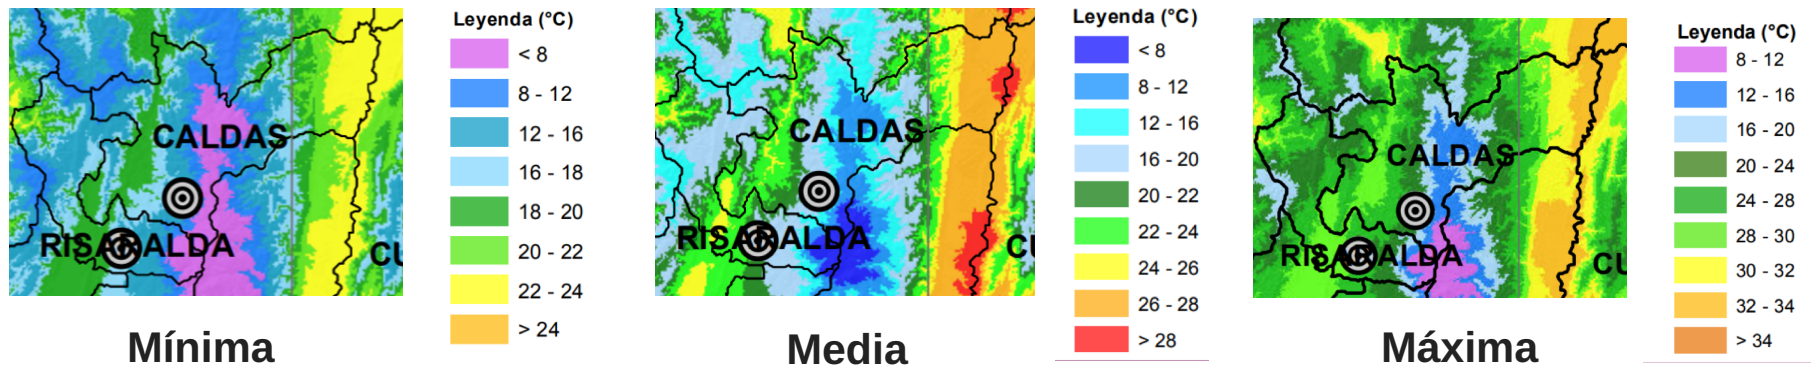 CALDAS
RISARALDA
CU
Leyenda (°C)
< 8
8 - 12
12 - 16
16 - 18
18 - 20
20 - 22
22 - 24
> 24
Mínima
CALDAS
RISARALDA
CU
Leyenda (°C)
< 8
8 - 12
12 - 16
16 - 20
20 - 22
22 - 24
24 - 26
26 - 28
> 28
Media
CALDAS
RISARALDA
CU
Leyenda (°C)
8 - 12
12 - 16
16 - 20
20 - 24
24 - 28
28 - 30
30 - 32
32 - 34
> 34
Máxima